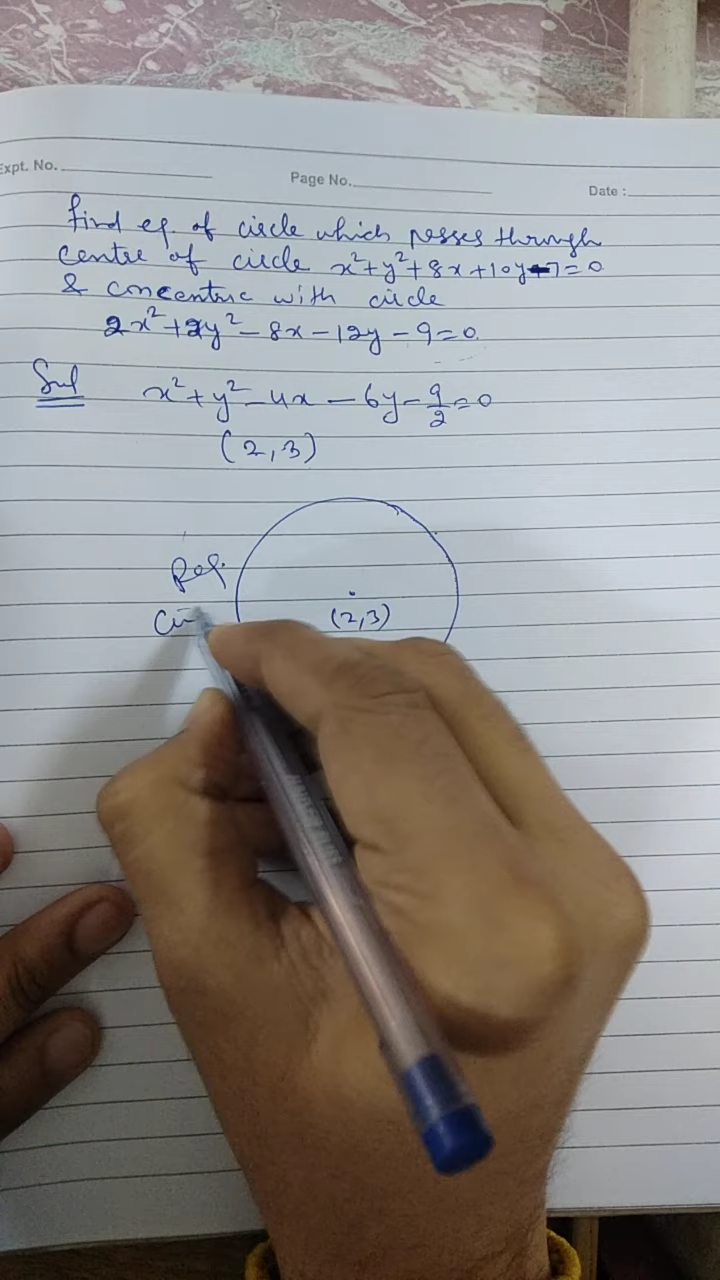 Expt. No.
Page No.
Date :
find eq. of circle which passes through
centre of circle x²+y²+8x+10y-7=0
& concentric with circle
2x²+2y²-8x-12y-9=0.
Sol x²+y²-4x-6y-9/2=0
(2,3)
Req.
(2,3)